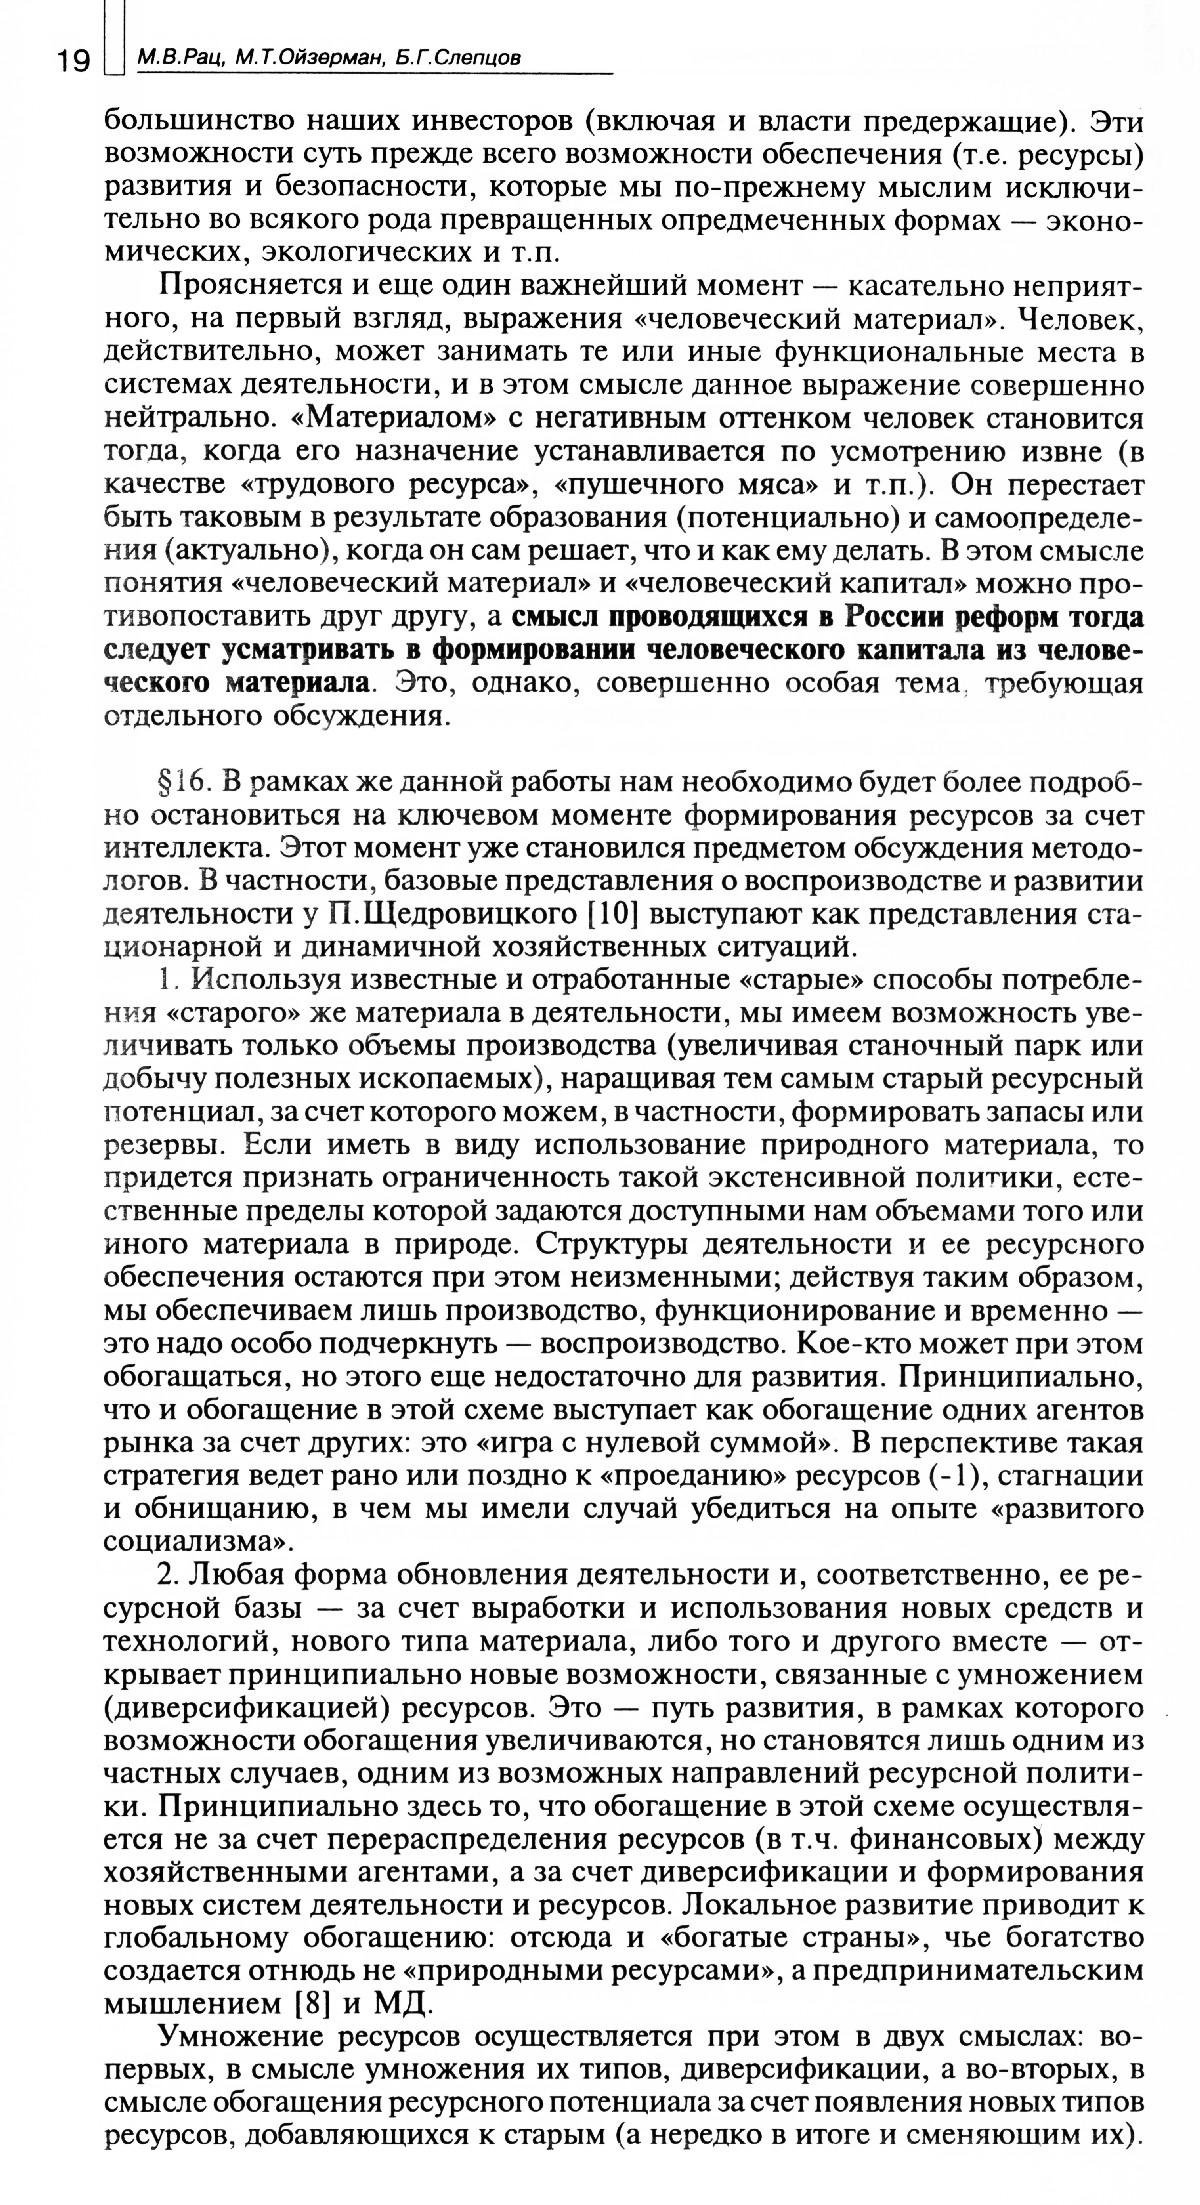 19
М.В.Рац, М.Т.Ойзерман, Б.Г.Слепцов
большинство наших инвесторов (включая и власти предержащие). Эти
возможности суть прежде всего возможности обеспечения (т.е. ресурсы)
развития и безопасности, которые мы по-прежнему мыслим исключи-
тельно во всякого рода превращенных опредмеченных формах — эконо-
мических, экологических и т.п.
Проясняется и еще один важнейший момент — касательно неприят-
ного, на первый взгляд, выражения «человеческий материал». Человек,
действительно, может занимать те или иные функциональные места в
системах деятельности, и в этом смысле данное выражение совершенно
нейтрально. «Материалом» с негативным оттенком человек становится
тогда, когда его назначение устанавливается по усмотрению извне (в
качестве «трудового ресурса», «пушечного мяса» и т.п.). Он перестает
быть таковым в результате образования (потенциально) и самоопределе-
ния (актуально), когда он сам решает, что и как ему делать. В этом смысле
понятия «человеческий материал» и «человеческий капитал» можно про-
тивопоставить друг другу, а смысл проводящихся в России реформ тогда
следует усматривать в формировании человеческого капитала из челове-
ческого материала. Это, однако, совершенно особая тема, требующая
отдельного обсуждения.
§16. В рамках же данной работы нам необходимо будет более подроб-
но остановиться на ключевом моменте формирования ресурсов за счет
интеллекта. Этот момент уже становился предметом обсуждения методо-
логов. В частности, базовые представления о воспроизводстве и развитии
деятельности у П.Щедровицкого [10] выступают как представления ста-
ционарной и динамичной хозяйственных ситуаций.
1. Используя известные и отработанные «старые» способы потребле-
ния «старого» же материала в деятельности, мы имеем возможность уве-
личивать только объемы производства (увеличивая станочный парк или
добычу полезных ископаемых), наращивая тем самым старый ресурсный
потенциал, за счет которого можем, в частности, формировать запасы или
резервы. Если иметь в виду использование природного материала, то
придется признать ограниченность такой экстенсивной политики, есте-
ственные пределы которой задаются доступными нам объемами того или
иного материала в природе. Структуры деятельности и ее ресурсного
обеспечения остаются при этом неизменными; действуя таким образом,
мы обеспечиваем лишь производство, функционирование и временно —
это надо особо подчеркнуть — воспроизводство. Кое-кто может при этом
обогащаться, но этого еще недостаточно для развития. Принципиально,
что и обогащение в этой схеме выступает как обогащение одних агентов
рынка за счет других: это «игра с нулевой суммой». В перспективе такая
стратегия ведет рано или поздно к «проеданию» ресурсов (-1), стагнации
и обнищанию, в чем мы имели случай убедиться на опыте «развитого
социализма».
2. Любая форма обновления деятельности и, соответственно, ее ре-
сурсной базы — за счет выработки и использования новых средств и
технологий, нового типа материала, либо того и другого вместе — от-
крывает принципиально новые возможности, связанные с умножением
(диверсификацией) ресурсов. Это — путь развития, в рамках которого
возможности обогащения увеличиваются, но становятся лишь одним из
частных случаев, одним из возможных направлений ресурсной полити-
ки. Принципиально здесь то, что обогащение в этой схеме осуществля-
ется не за счет перераспределения ресурсов (в т.ч. финансовых) между
хозяйственными агентами, а за счет диверсификации и формирования
новых систем деятельности и ресурсов. Локальное развитие приводит к
глобальному обогащению: отсюда и «богатые страны», чье богатство
создается отнюдь не «природными ресурсами», а предпринимательским
мышлением [8] и МД.
Умножение ресурсов осуществляется при этом в двух смыслах: во-
первых, в смысле умножения их типов, диверсификации, а во-вторых, в
смысле обогащения ресурсного потенциала за счет появления новых типов
ресурсов, добавляющихся к старым (а нередко в итоге и сменяющим их).